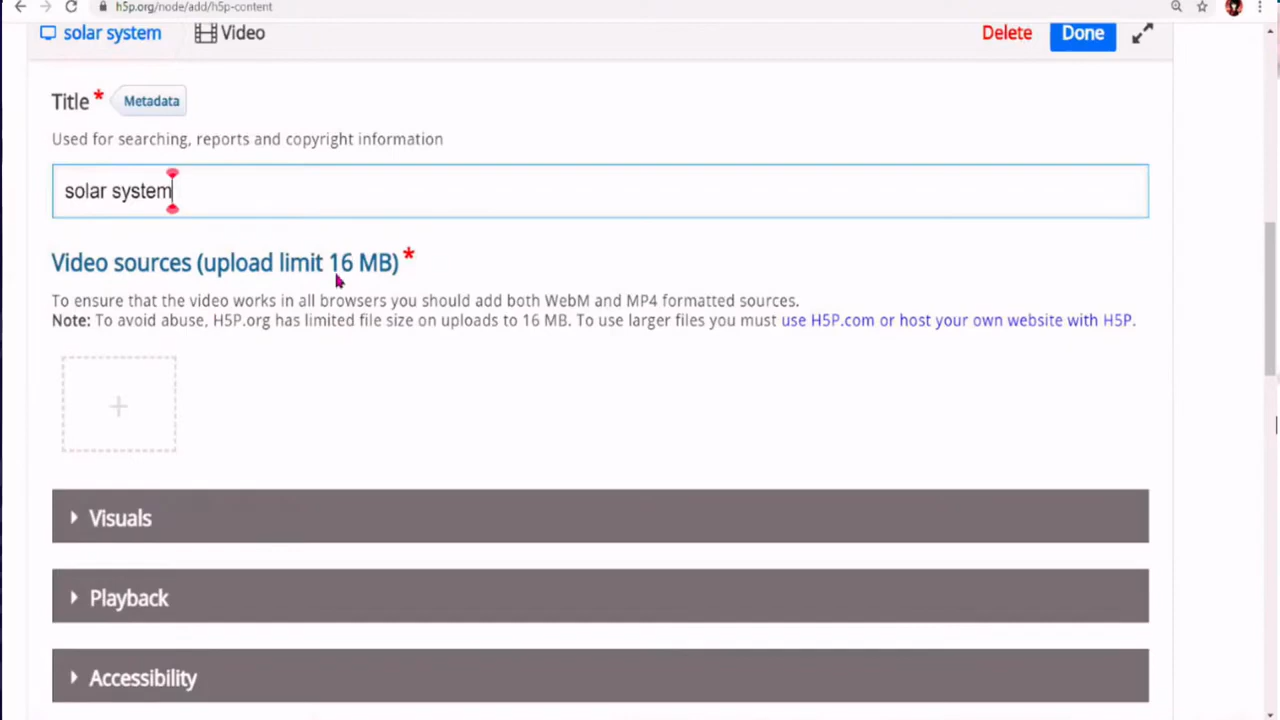 h5p.org/node/add/h5p-content
solar system Video Delete Done
Title * Metadata
Used for searching, reports and copyright information
solar system
Video sources (upload limit 16 MB) *
To ensure that the video works in all browsers you should add both WebM and MP4 formatted sources.
Note: To avoid abuse, H5P.org has limited file size on uploads to 16 MB. To use larger files you must use H5P.com or host your own website with H5P.
Visuals
Playback
Accessibility